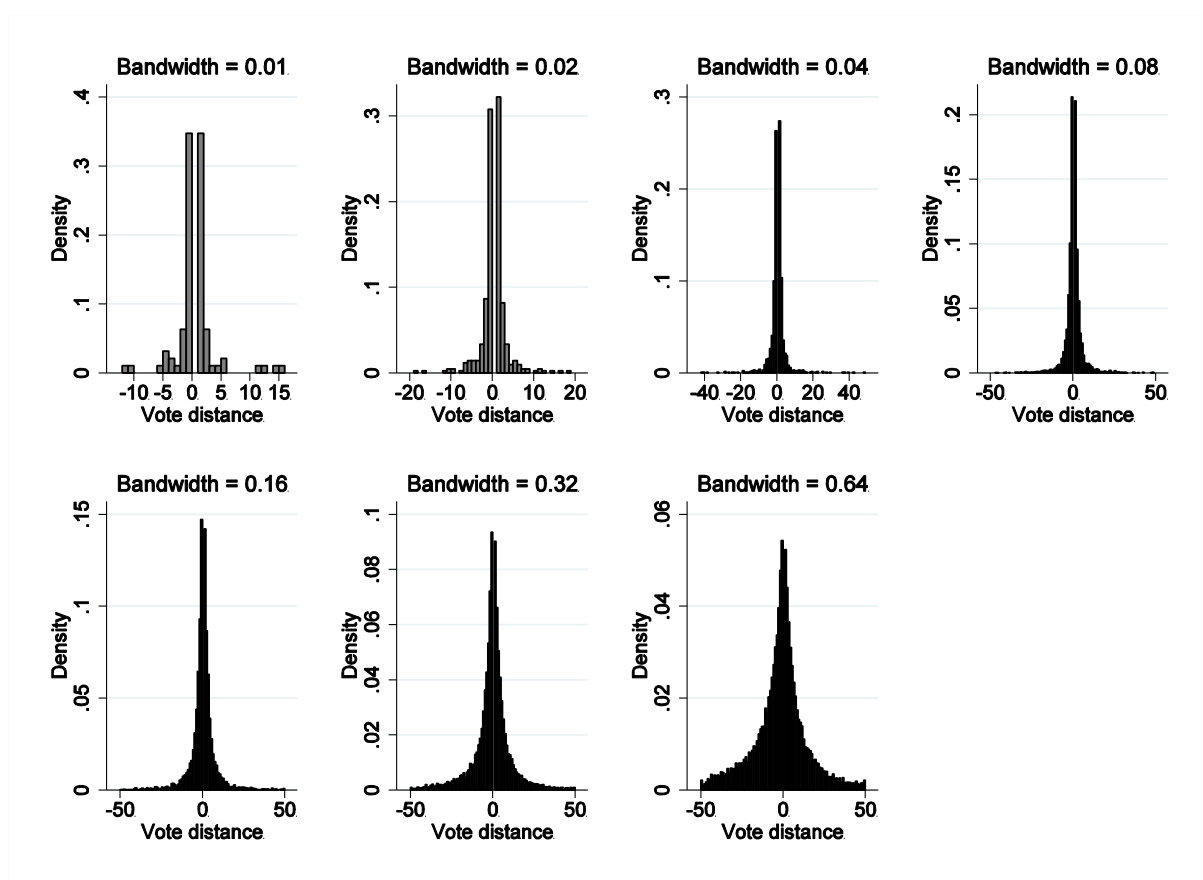 Bandwidth = 0.01
Density
.4
.3
.2
.1
0
-10 -5 0 5 10 15
Vote distance
Bandwidth = 0.02
Density
.3
.2
.1
0
-20 -10 0 10 20
Vote distance
Bandwidth = 0.04
Density
.3
.2
.1
0
-40 -20 0 20 40
Vote distance
Bandwidth = 0.08
Density
.2
.15
.1
.05
0
-50 0 50
Vote distance
Bandwidth = 0.16
Density
.15
.1
.05
0
-50 0 50
Vote distance
Bandwidth = 0.32
Density
.1
.08
.06
.04
.02
0
-50 0 50
Vote distance
Bandwidth = 0.64
Density
.06
.04
.02
0
-50 0 50
Vote distance